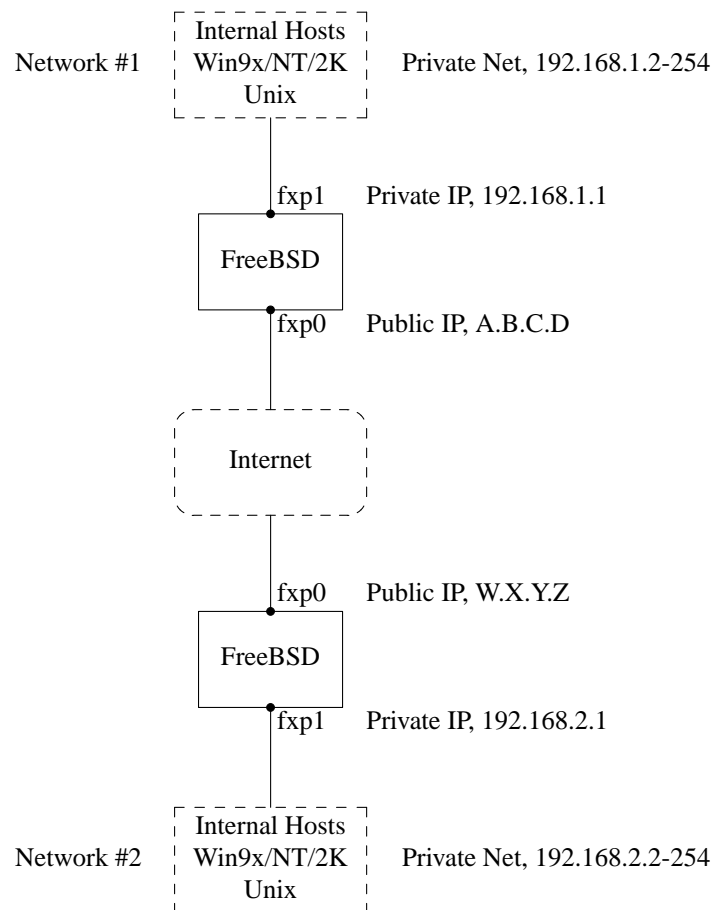 Internal Hosts
Network #1 Win9x/NT/2K Private Net, 192.168.1.2-254
Unix
fxp1 Private IP, 192.168.1.1
FreeBSD
fxp0 Public IP, A.B.C.D
Internet
fxp0 Public IP, W.X.Y.Z
FreeBSD
fxp1 Private IP, 192.168.2.1
Internal Hosts
Network #2 Win9x/NT/2K Private Net, 192.168.2.2-254
Unix